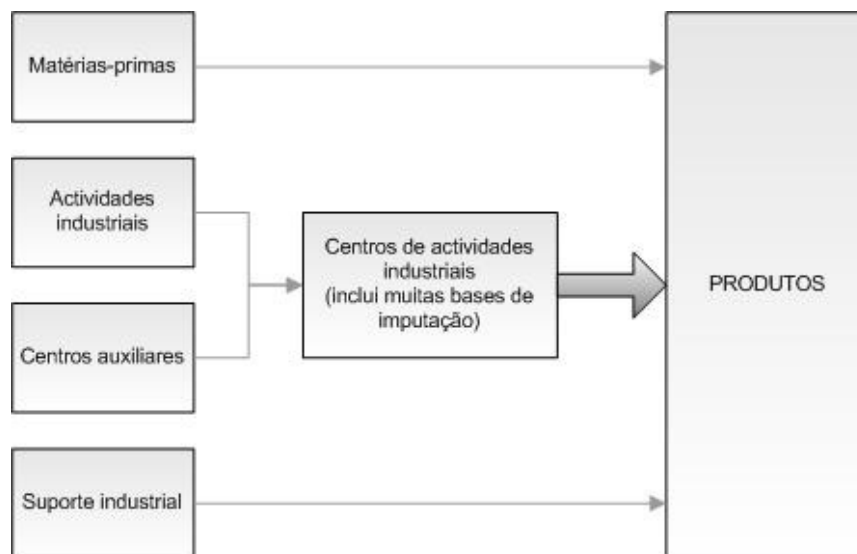 Matérias-primas
Actividades
industriais
Centros de actividades
industriais
(inclui muitas bases de
imputação)
PRODUTOS
Centros auxiliares
Suporte industrial